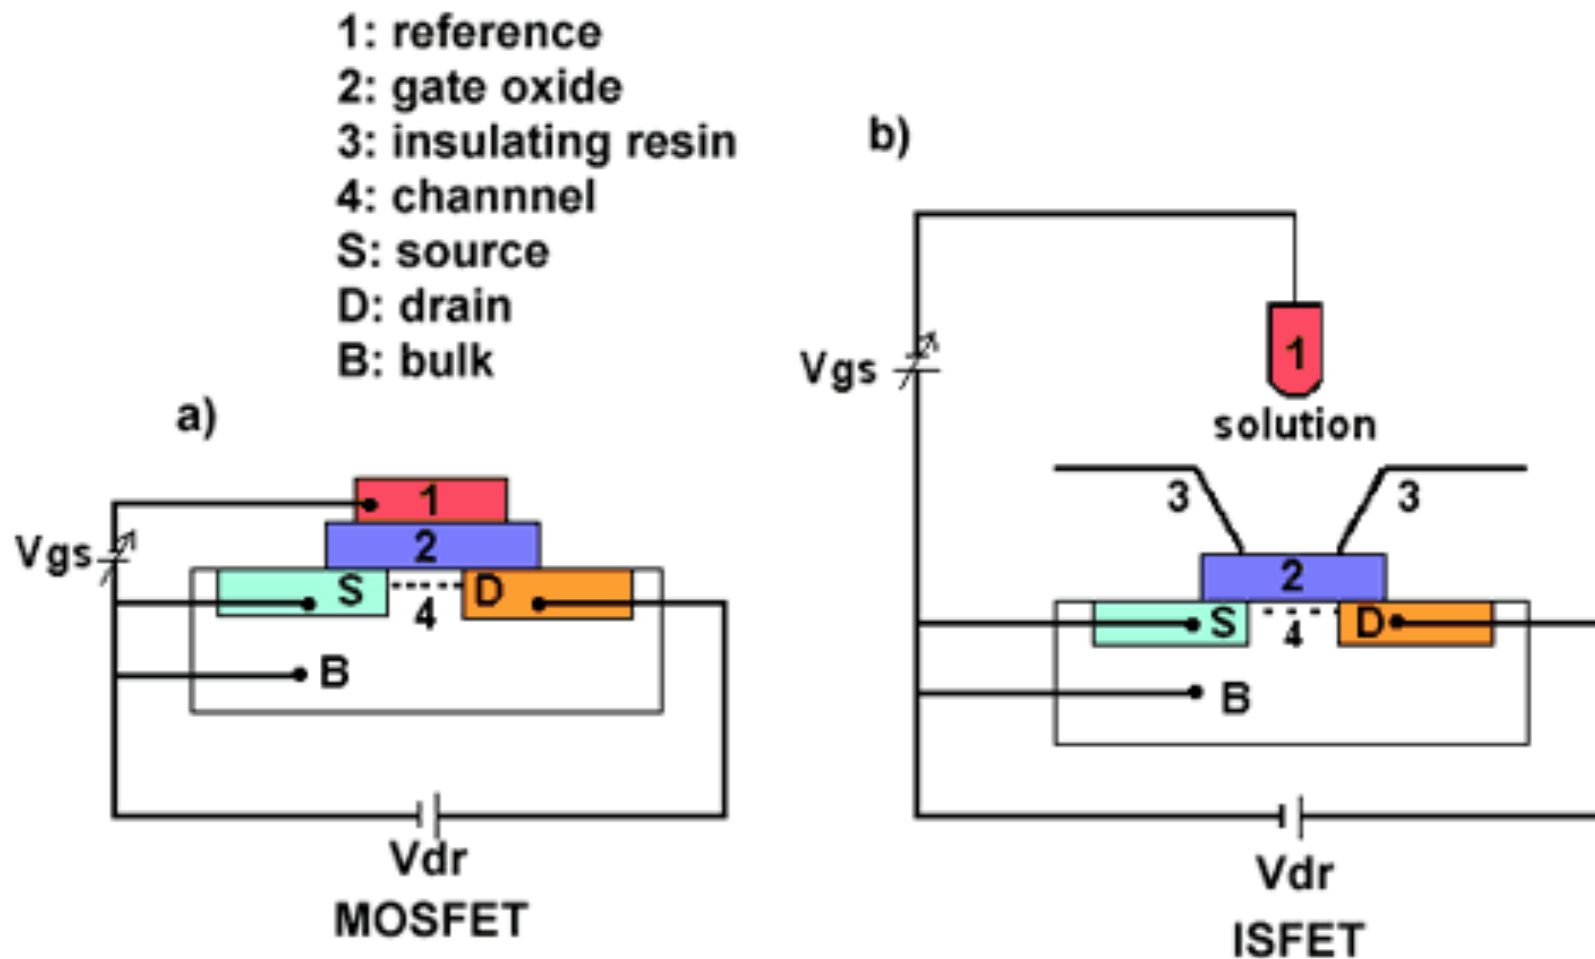 1: reference
2: gate oxide
3: insulating resin
4: channnel
S: source
D: drain
B: bulk
a)
1
2
Vgs
S
D
4
B
Vdr
MOSFET
b)
Vgs
1
solution
3
3
2
S
D
4
B
Vdr
ISFET